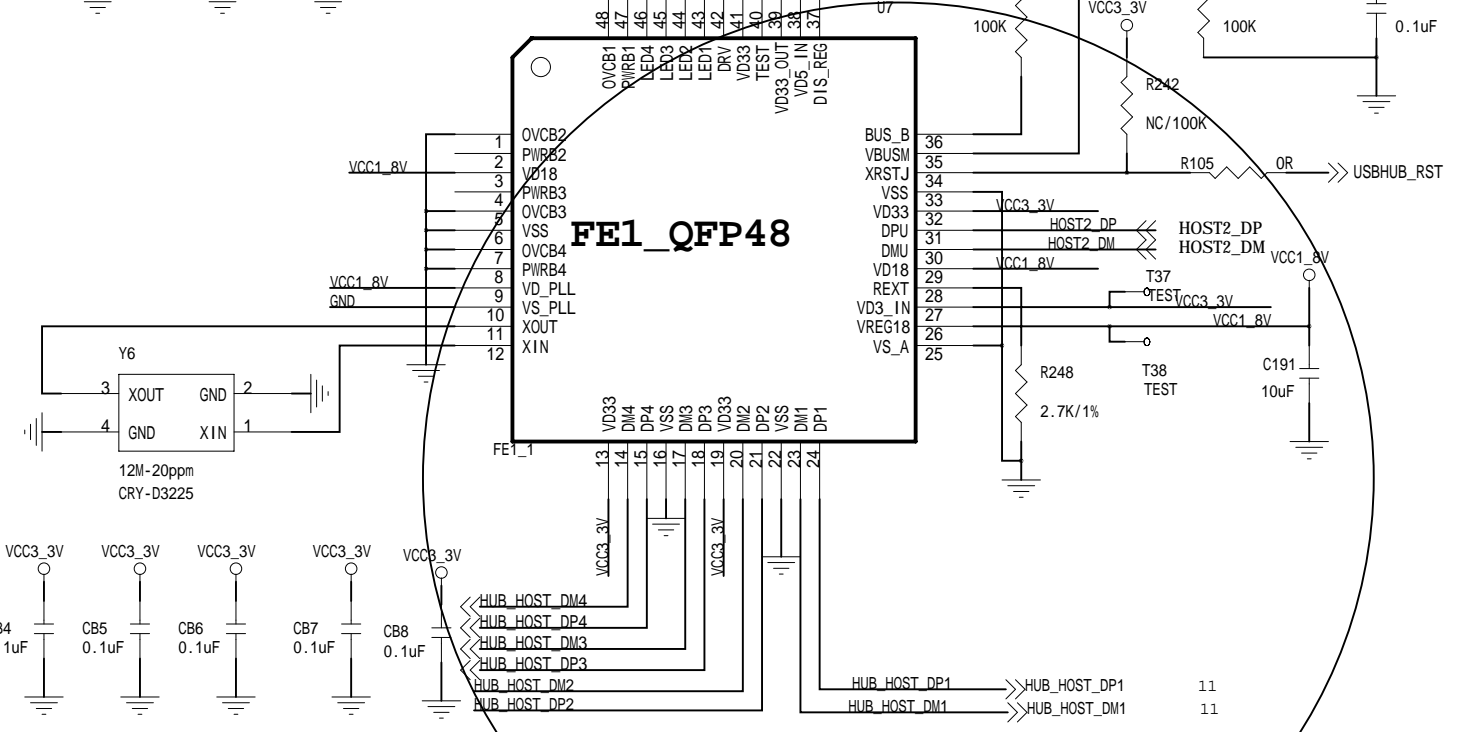 U7
VCC3_3V
100K
100K
0.1uF
48 47 46 45 44 43 42 41 40 39 38 37
OVCB1 PWRB1 LED4 LED3 LED2 LED1 DRV VD33 TEST VD33_OUT VD5_IN DIS_REG
R242
NC/100K
1 OVCB2
2 PWRB2
VCC1_8V 3 VD18
4 PWRB3
5 OVCB3
6 VSS
7 OVCB4
8 PWRB4
VCC1_8V 9 VD_PLL
GND 10 VS_PLL
11 XOUT
12 XIN
FE1_QFP48
BUS_B 36
VBUSM 35
XRSTJ 34
VSS 33
VD33 32 VCC3_3V
DPU 31 HOST2_DP HOST2_DP
DMU 30 HOST2_DM HOST2_DM
VD18 29 VCC1_8V
REXT 28
VD3_IN 27 VCC3_3V
VREG18 26 VCC1_8V
VS_A 25
R105 0R USBHUB_RST
VCC1_8V
T37
TEST
T38
TEST
C191
10uF
R248
2.7K/1%
Y6
3 XOUT GND 2
4 GND XIN 1
12M-20ppm
CRY-D3225
FE1_1
VD33 DM4 DP4 VSS DM3 DP3 VD33 DM2 DP2 VSS DM1 DP1
13 14 15 16 17 18 19 20 21 22 23 24
VCC3_3V VCC3_3V
VCC3_3V VCC3_3V VCC3_3V VCC3_3V VCC3_3V
1uF
CB5
0.1uF
CB6
0.1uF
CB7
0.1uF
CB8
0.1uF
HUB_HOST_DM4
HUB_HOST_DP4
HUB_HOST_DM3
HUB_HOST_DP3
HUB_HOST_DM2
HUB_HOST_DP2
HUB_HOST_DP1 HUB_HOST_DP1 11
HUB_HOST_DM1 HUB_HOST_DM1 11